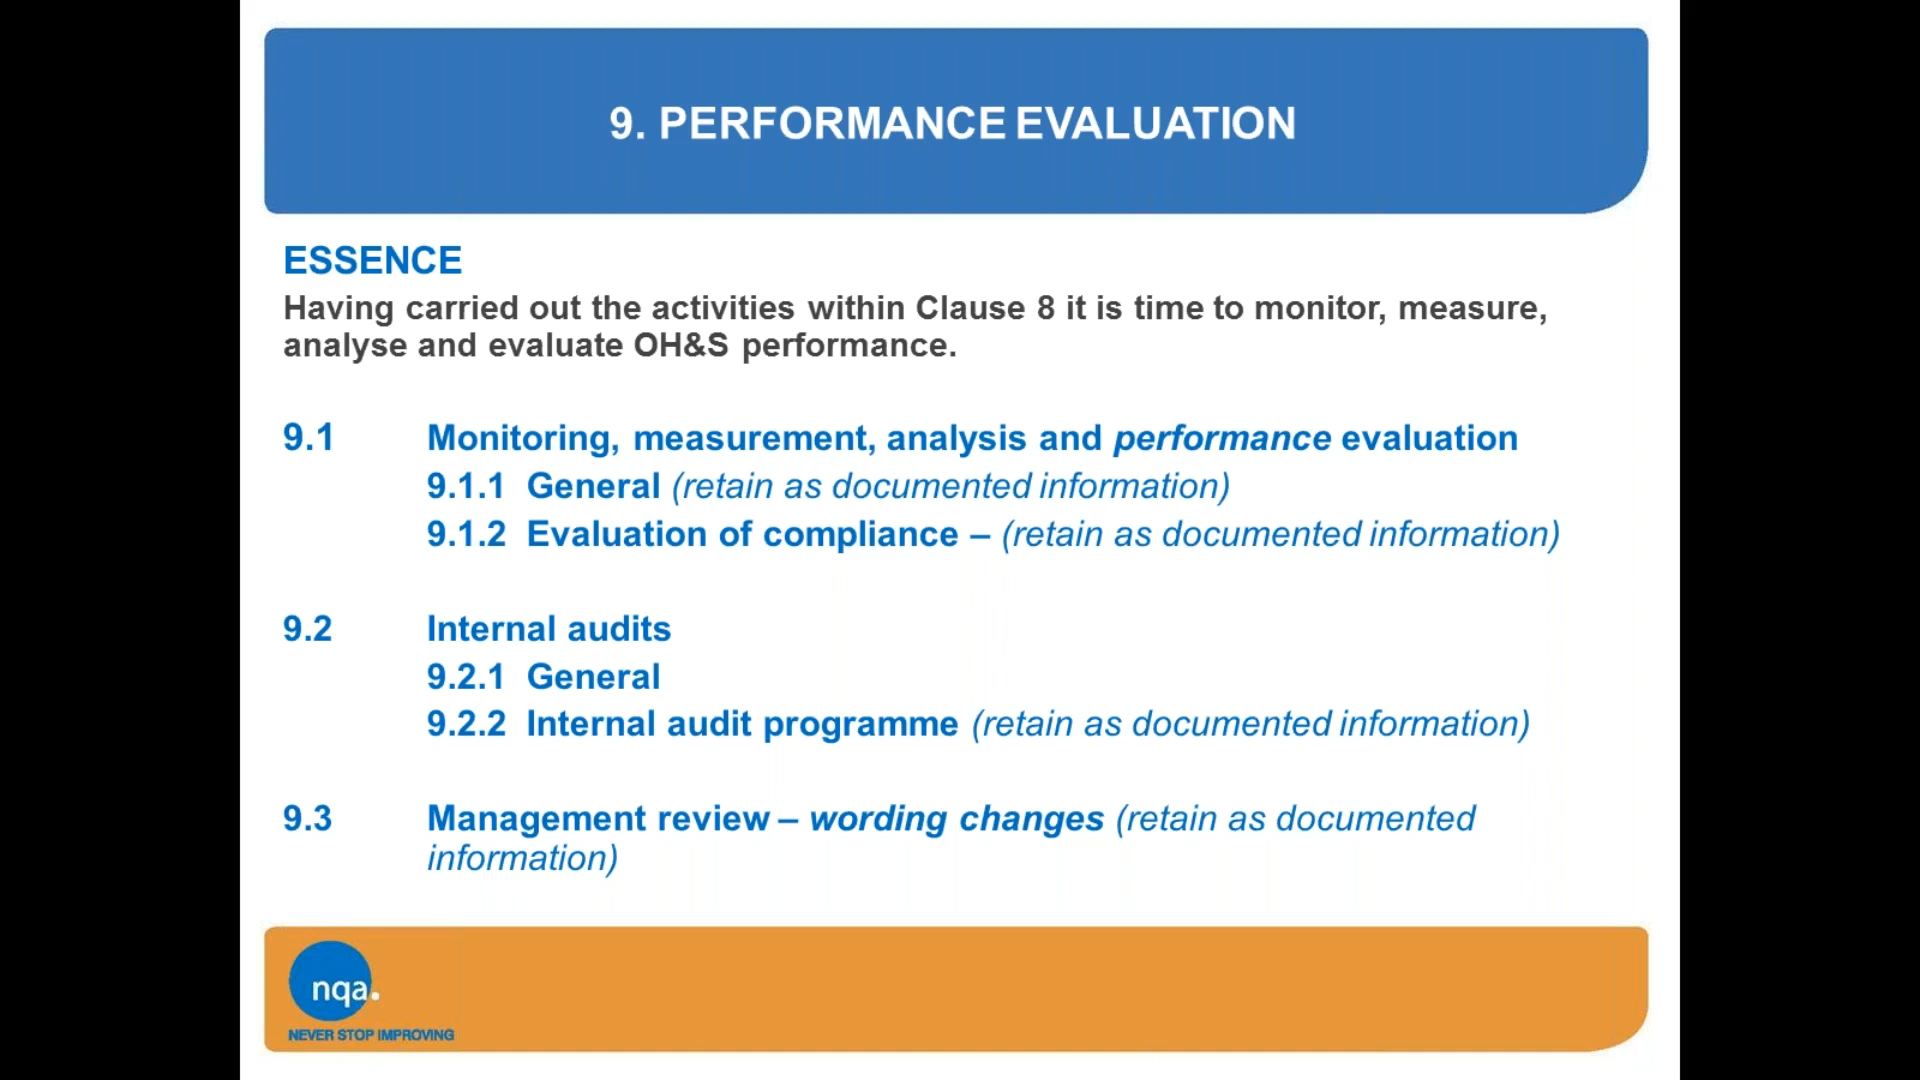 9. PERFORMANCE EVALUATION
ESSENCE
Having carried out the activities within Clause 8 it is time to monitor, measure,
analyse and evaluate OH&S performance.
9.1 Monitoring, measurement, analysis and performance evaluation
9.1.1 General (retain as documented information)
9.1.2 Evaluation of compliance – (retain as documented information)
9.2 Internal audits
9.2.1 General
9.2.2 Internal audit programme (retain as documented information)
9.3 Management review – wording changes (retain as documented
information)
nqa.
NEVER STOP IMPROVING